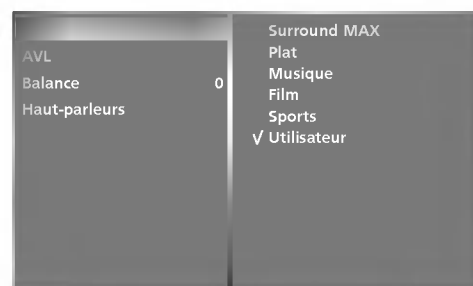 AVL
Balance 0
Haut-parleurs
Surround MAX
Plat
Musique
Film
Sports
√ Utilisateur